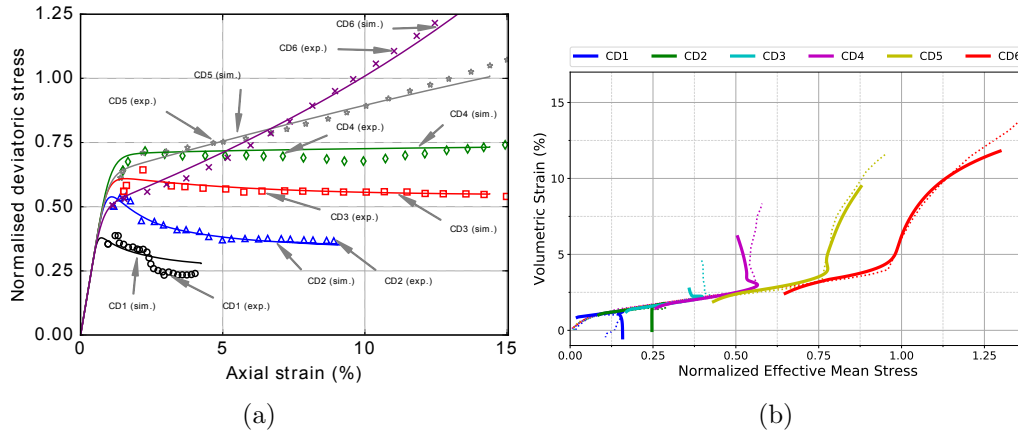 1.25
1.00
0.75
0.50
0.25
0.00
Normalised deviatoric stress
0
5
10
15
Axial strain (%)
CD6 (sim.)
CD6 (exp.)
CD5 (sim.)
CD5 (exp.)
CD4 (sim.)
CD4 (exp.)
CD3 (exp.)
CD3 (sim.)
CD2 (sim.)
CD2 (exp.)
CD1 (sim.)
CD1 (exp.)
(a)
CD1 CD2 CD3 CD4 CD5 CD6
15
10
5
0
Volumetric Strain (%)
0.00 0.25 0.50 0.75 1.00 1.25
Normalized Effective Mean Stress
(b)